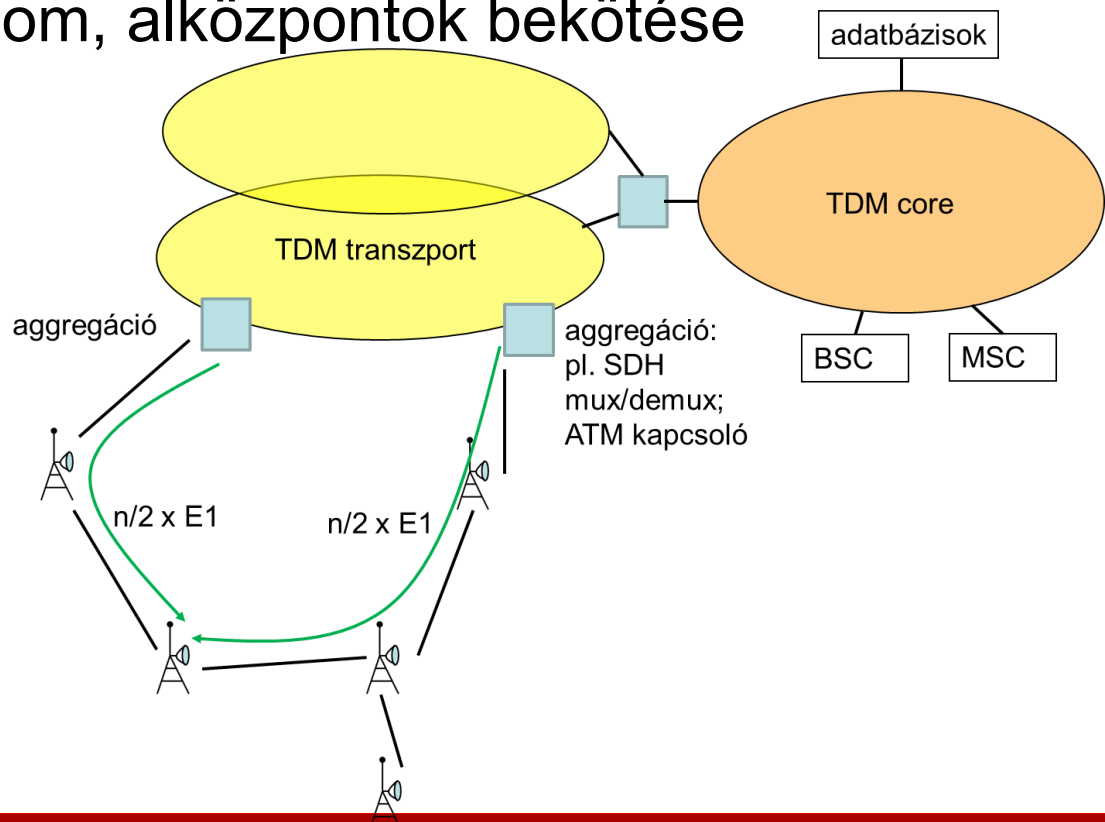 om, alközpontok bekötése
adatbázisok
TDM core
TDM transzport
aggregáció
aggregáció:
pl. SDH
mux/demux;
ATM kapcsoló
BSC
MSC
n/2 x E1
n/2 x E1